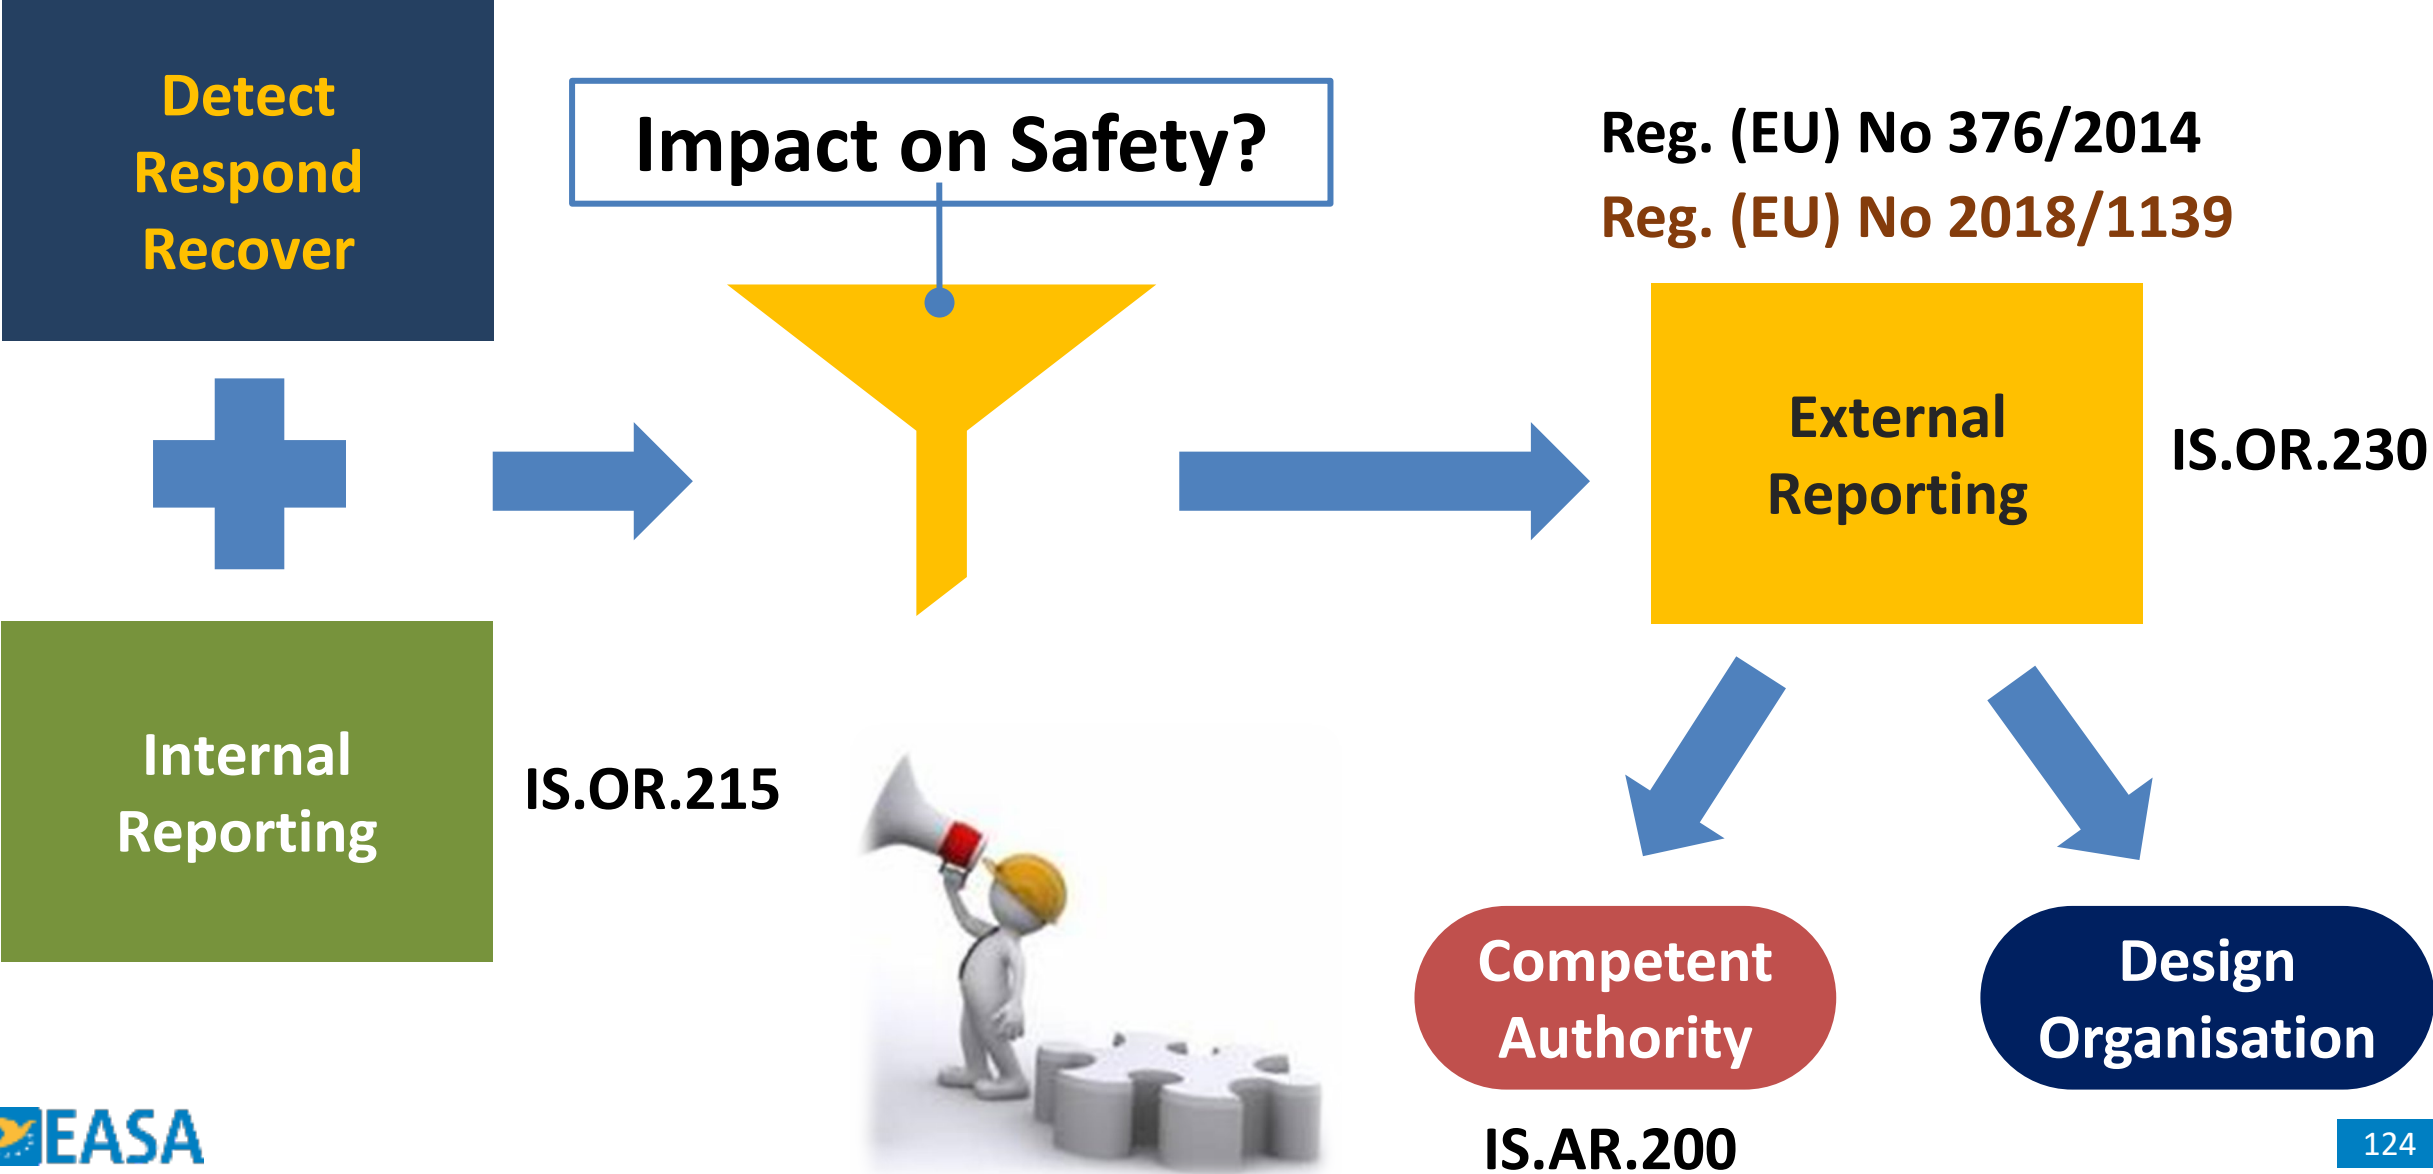 Detect
Respond
Recover
Impact on Safety?
Reg. (EU) No 376/2014
Reg. (EU) No 2018/1139
External
Reporting
IS.OR.230
Internal
Reporting
IS.OR.215
Competent
Authority
Design
Organisation
IS.AR.200
EASA
124